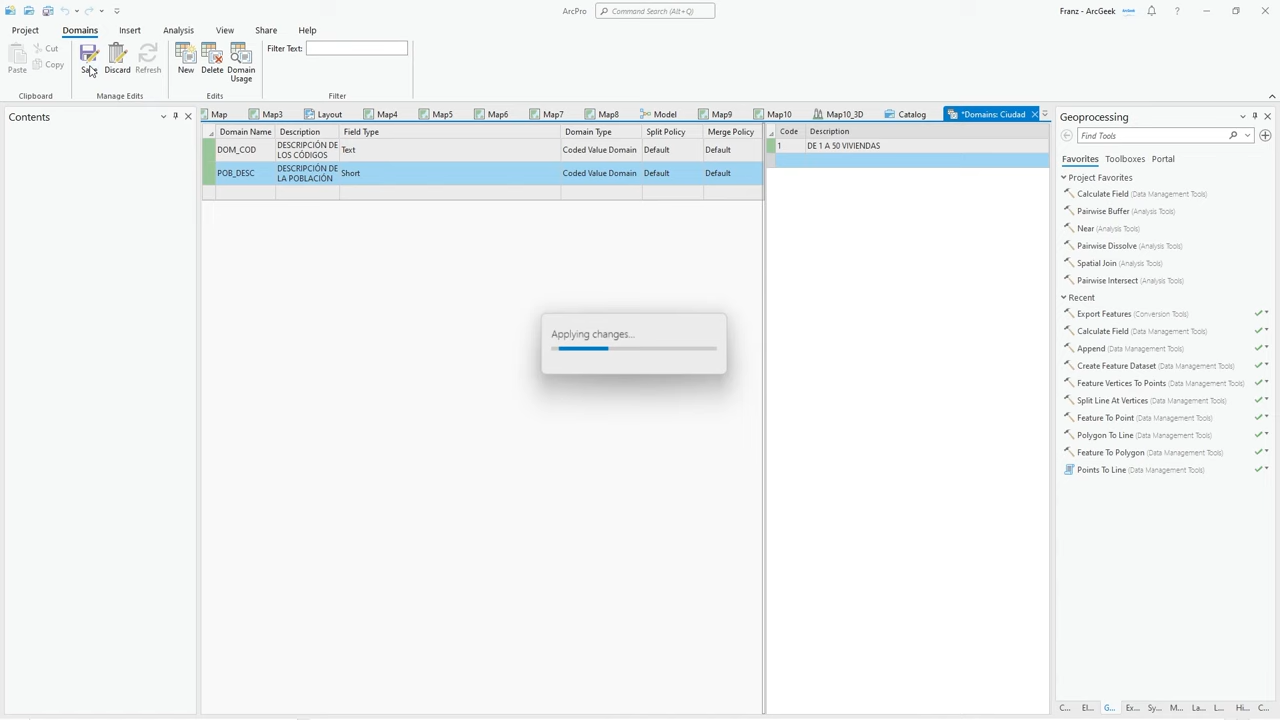 ArcPro
Command Search (Alt+Q)
Franz - ArcGeek
Project
Domains
Insert
Analysis
View
Share
Help
Paste
Cut
Copy
Save
Discard
Refresh
New
Delete
Domain
Usage
Filter Text:
Clipboard
Manage Edits
Edits
Filter
Contents
Map
Map3
Layout
Map4
Map5
Map6
Map7
Map8
Model
Map9
Map10
Map10_3D
Catalog
*Domains: Ciudad
Domain Name
Description
Field Type
Domain Type
Split Policy
Merge Policy
DOM_COD
DESCRIPCIÓN DE
LOS CÓDIGOS
Text
Coded Value Domain
Default
Default
POB_DESC
DESCRIPCIÓN DE
LA POBLACIÓN
Short
Coded Value Domain
Default
Default
Code
Description
1
DE 1 A 50 VIVIENDAS
Applying changes...
Geoprocessing
Find Tools
Favorites
Toolboxes
Portal
Project Favorites
Calculate Field (Data Management Tools)
Pairwise Buffer (Analysis Tools)
Near (Analysis Tools)
Pairwise Dissolve (Analysis Tools)
Spatial Join (Analysis Tools)
Pairwise Intersect (Analysis Tools)
Recent
Export Features (Conversion Tools)
Calculate Field (Data Management Tools)
Append (Data Management Tools)
Create Feature Dataset (Data Management Tools)
Feature Vertices To Points (Data Management Tools)
Split Line At Vertices (Data Management Tools)
Feature To Point (Data Management Tools)
Polygon To Line (Data Management Tools)
Feature To Polygon (Data Management Tools)
Points To Line (Data Management Tools)
C...
El...
G...
Ex...
Sy...
M...
La...
L...
Hi...
C...